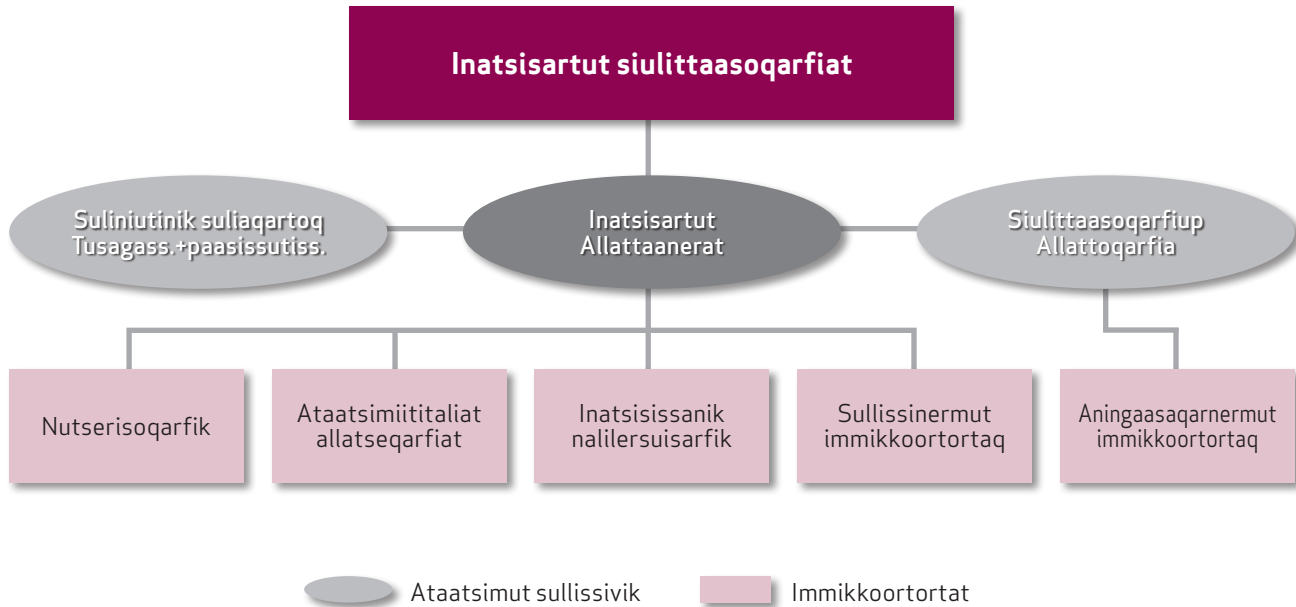 Inatsisartut siulittaasoqarfiat
Suliniutinik suliaqartoq
Tusagass.+paasissutiss.
Inatsisartut
Allattaanerat
Siulittaasoqarfiup
Allattoqarfia
Nutserisoqarfik
Ataatsimiititaliat
allatseqarfiat
Inatsisissanik
nalilersuisarfik
Sullissinermut
immikkoortortaq
Aningaasaqarnermut
immikkoortortaq
Ataatsimut sullissivik
Immikkoortortat